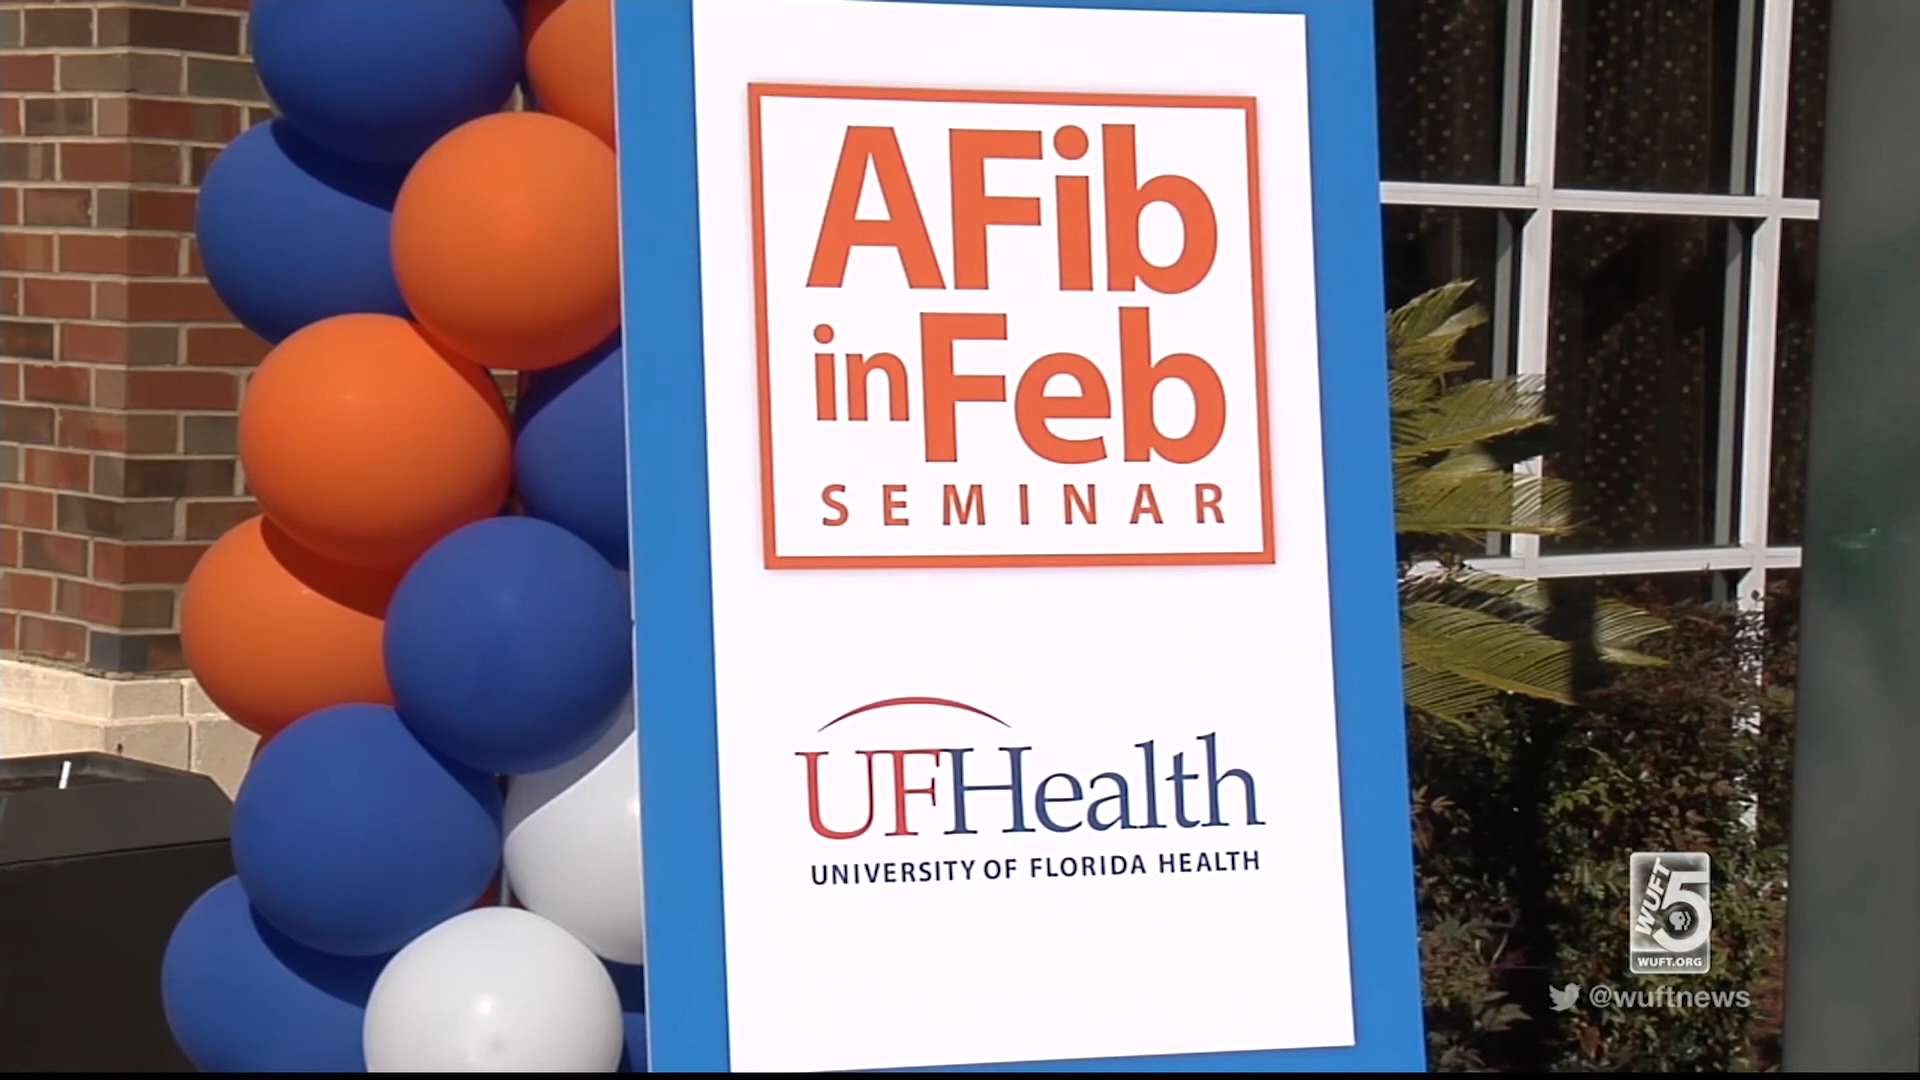 AFib
in Feb
SEMINAR
UFHealth
UNIVERSITY OF FLORIDA HEALTH
WUFT 5
WUFT.ORG
@wuftnews